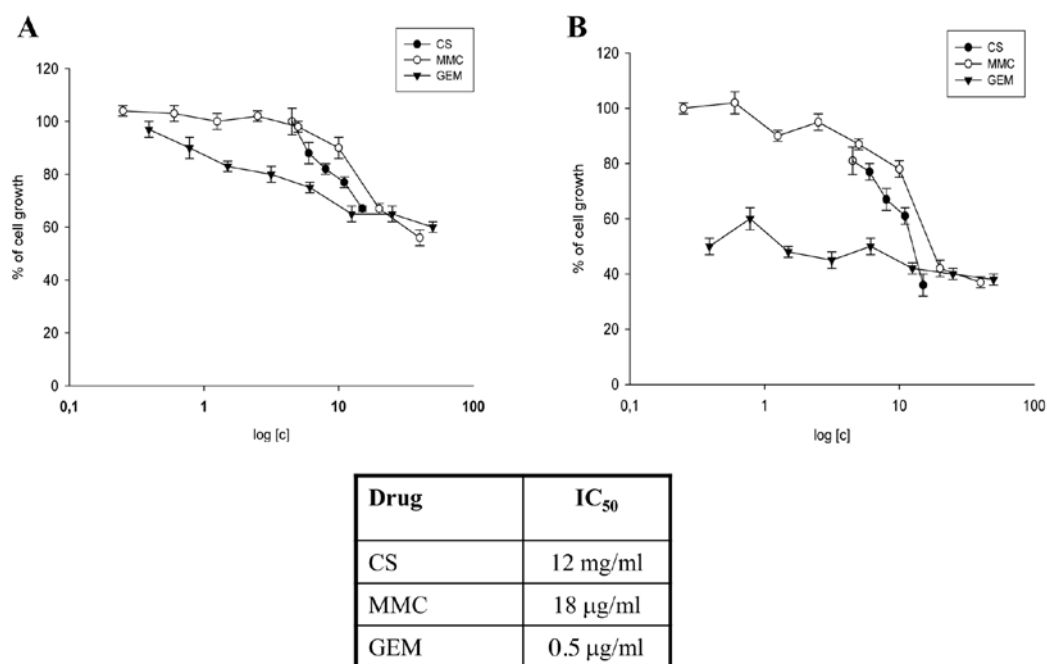 A
CS
MMC
GEM
120
100
80
60
40
20
0
% of cell growth
0,1
1
10
100
log [c]
B
CS
MMC
GEM
120
100
80
60
40
20
0
% of cell growth
0,1
1
10
100
log [c]
Drug IC50
CS 12 mg/ml
MMC 18 μg/ml
GEM 0.5 μg/ml